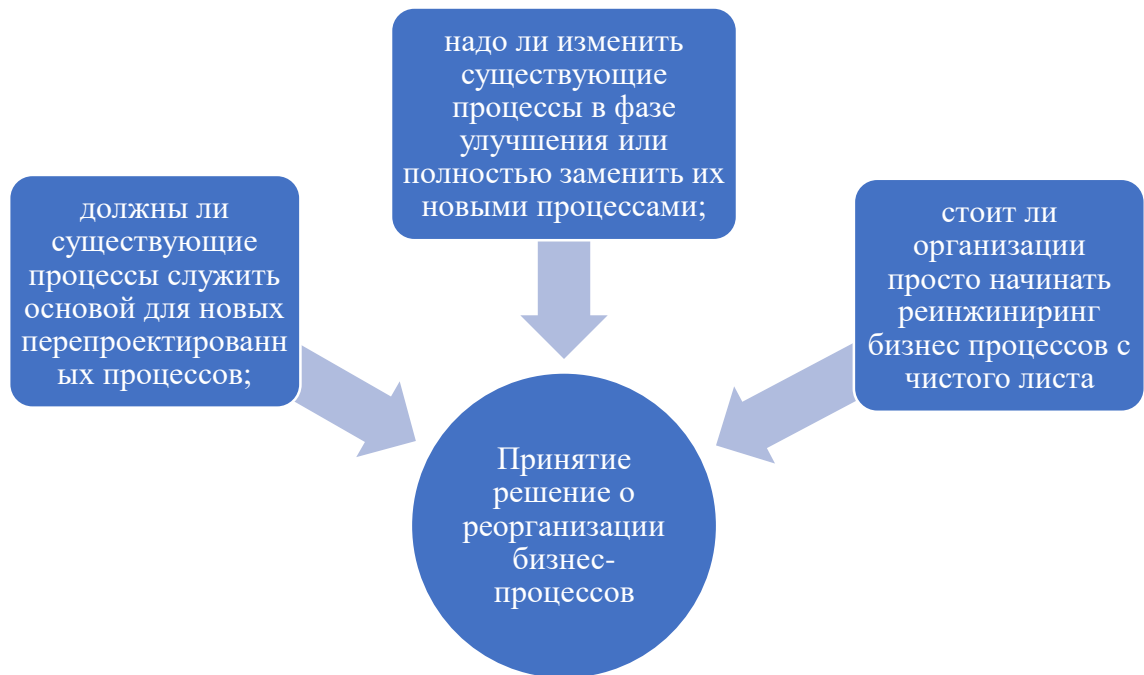 должны ли
существующие
процессы служить
основой для новых
перепроектированн
ых процессов;
надо ли изменить
существующие
процессы в фазе
улучшения или
полностью заменить их
новыми процессами;
стоит ли
организации
просто начинать
реинжиниринг
бизнес процессов с
чистого листа
Принятие
решение о
реорганизации
бизнес-
процессов